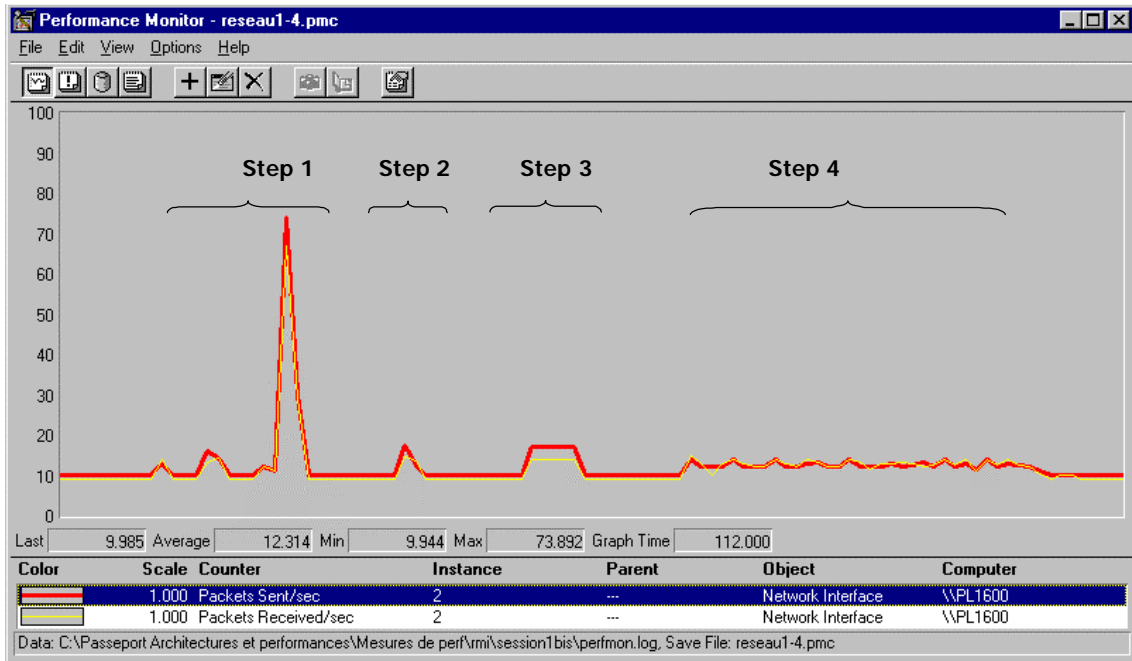 Performance Monitor - reseau1-4.pmc
File Edit View Options Help
100
90
80
70
60
50
40
30
20
10
0
Step 1 Step 2 Step 3 Step 4
Last 9.985 Average 12.314 Min 9.944 Max 73.892 Graph Time 112.000
Color Scale Counter Instance Parent Object Computer
1.000 Packets Sent/sec 2 --- Network Interface \\PL1600
1.000 Packets Received/sec 2 --- Network Interface \\PL1600
Data: C:\Passeport Architectures et performances\Mesures de perf\rmi\session1bis\perfmon.log, Save File: reseau1-4.pmc